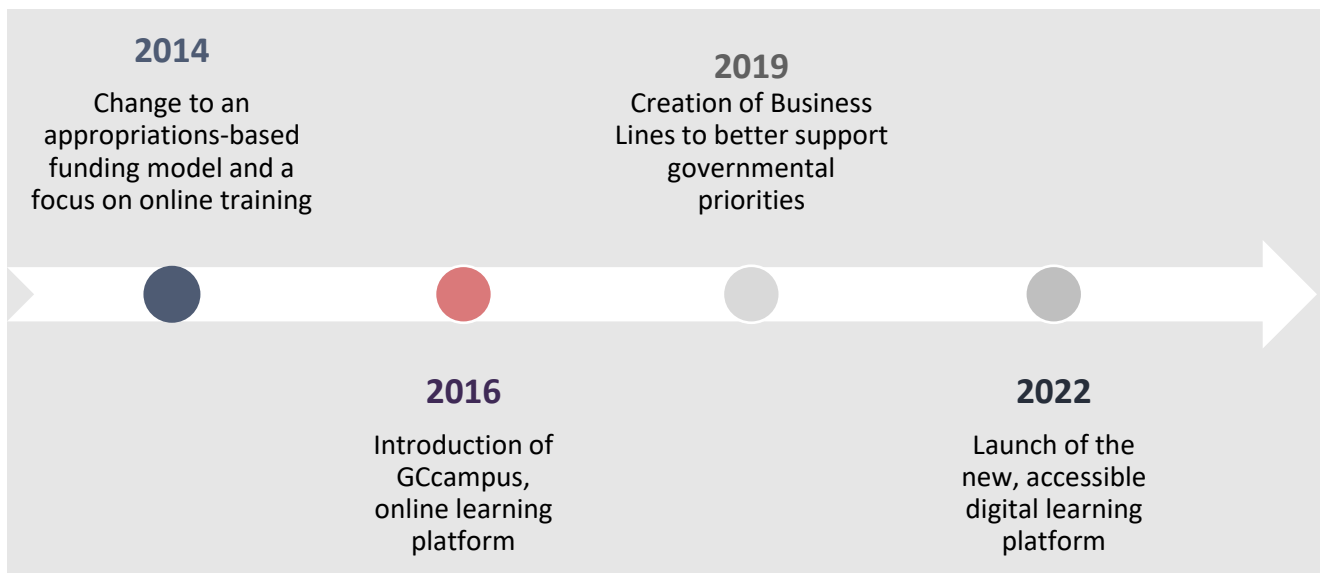 2014
Change to an
appropriations-based
funding model and a
focus on online training
2016
Introduction of
GCcampus,
online learning
platform
2019
Creation of Business
Lines to better support
governmental
priorities
2022
Launch of the
new, accessible
digital learning
platform